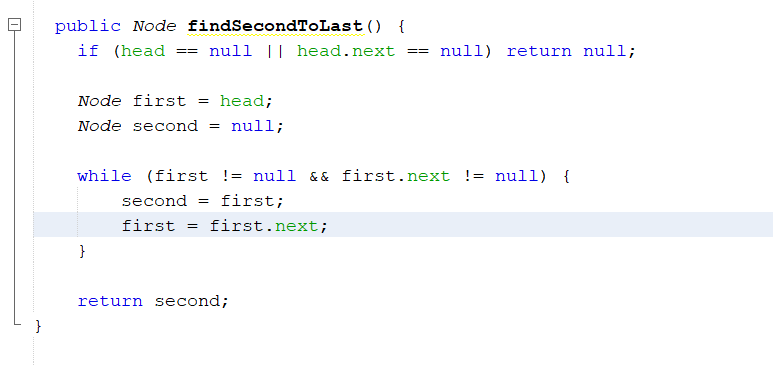 public Node findSecondToLast() {
if (head == null || head.next == null) return null;
Node first = head;
Node second = null;
while (first != null && first.next != null) {
second = first;
first = first.next;
}
return second;
}